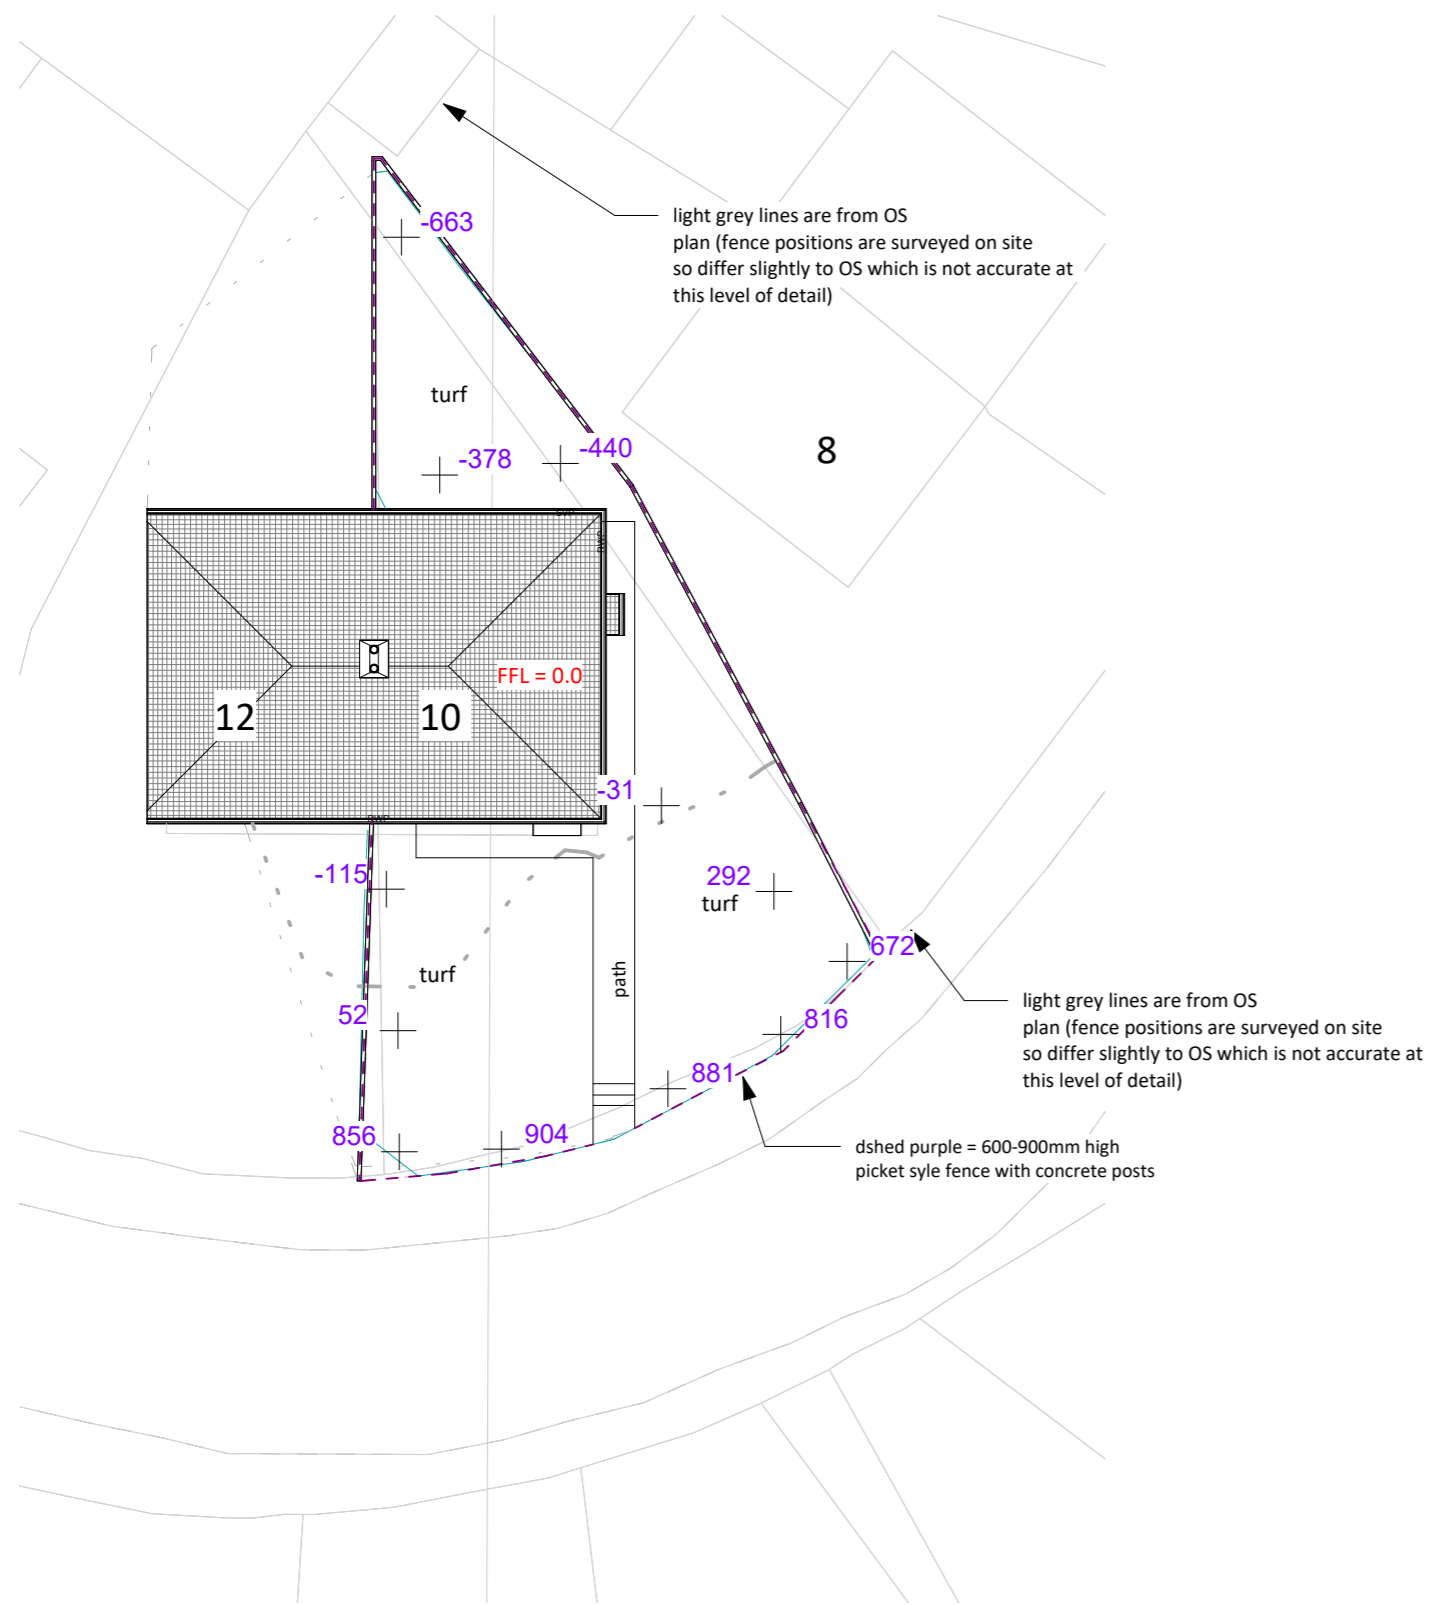 -663
light grey lines are from OS
plan (fence positions are surveyed on site
so differ slightly to OS which is not accurate at
this level of detail)
turf
-440
-378
8
RWP
RWP
FFL = 0.0
12
10
-31
RWP
-115
292
turf
672
turf
path
light grey lines are from OS
plan (fence positions are surveyed on site
so differ slightly to OS which is not accurate at
this level of detail)
52
816
881
904
856
dshed purple = 600-900mm high
picket syle fence with concrete posts